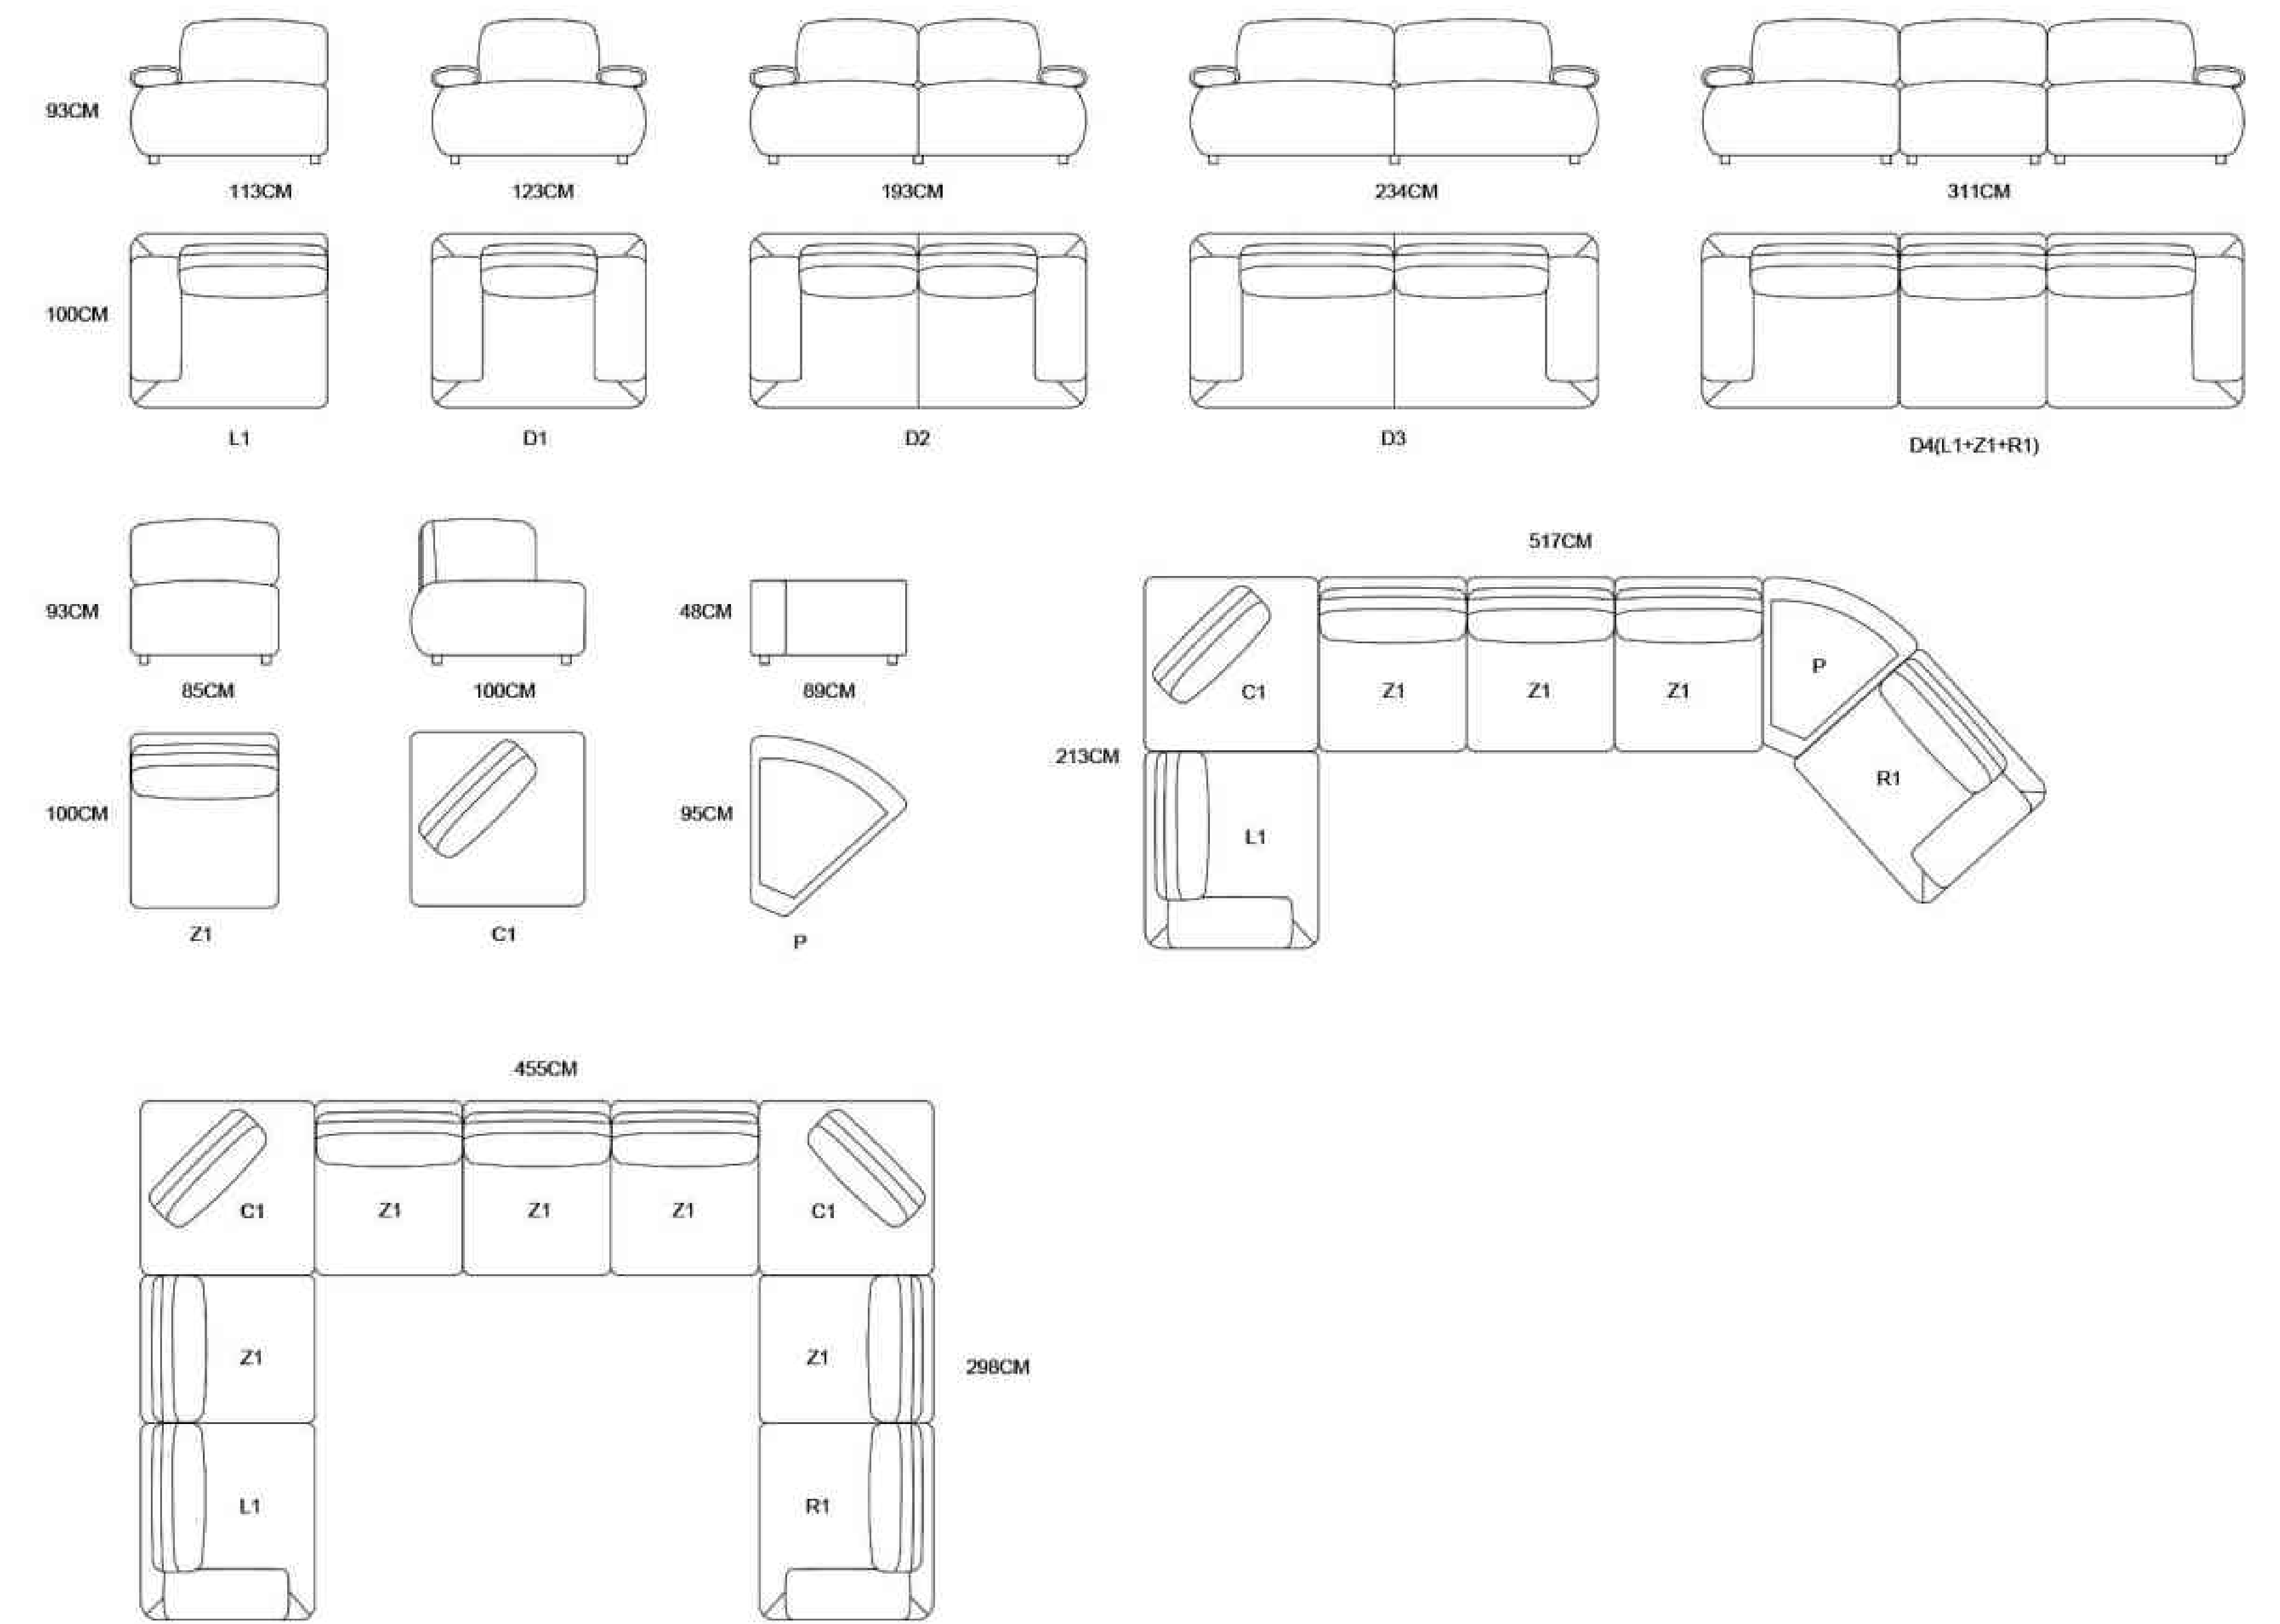 93CM
113CM
123CM
193CM
234CM
311CM
100CM
L1
D1
D2
D3
D4(L1+Z1+R1)
93CM
85CM
100CM
48CM
89CM
100CM
Z1
C1
95CM
P
517CM
C1
Z1
Z1
Z1
P
213CM
L1
R1
455CM
C1
Z1
Z1
Z1
C1
Z1
Z1
298CM
L1
R1